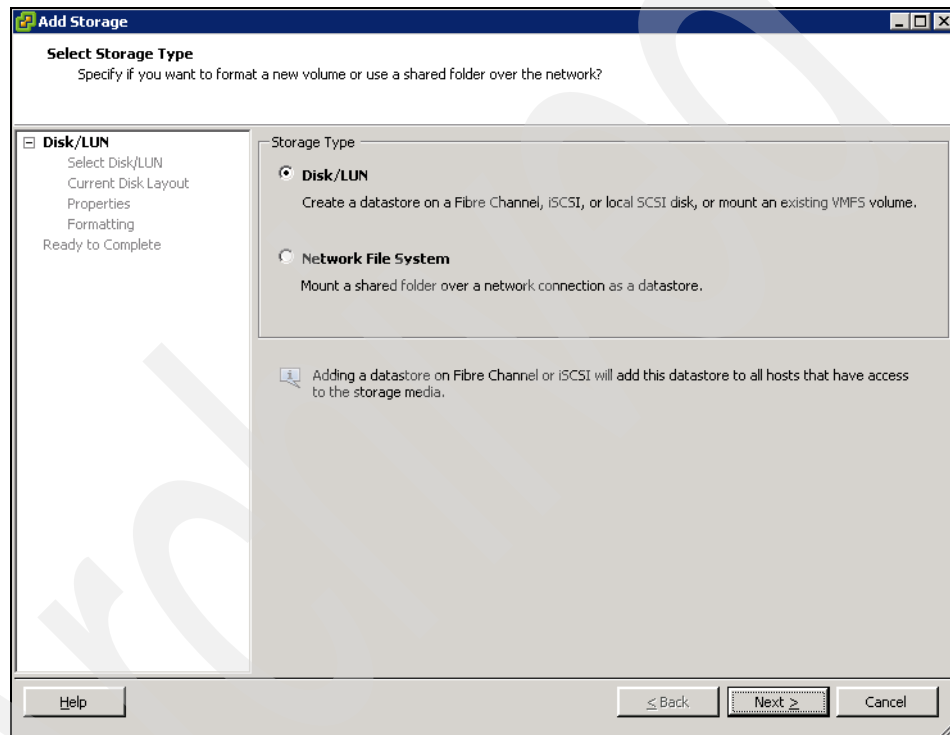 Add Storage
Select Storage Type
Specify if you want to format a new volume or use a shared folder over the network?
Disk/LUN
Select Disk/LUN
Current Disk Layout
Properties
Formatting
Ready to Complete
Storage Type
Disk/LUN
Create a datastore on a Fibre Channel, iSCSI, or local SCSI disk, or mount an existing VMFS volume.
Network File System
Mount a shared folder over a network connection as a datastore.
Adding a datastore on Fibre Channel or iSCSI will add this datastore to all hosts that have access
to the storage media.
Help
< Back
Next >
Cancel